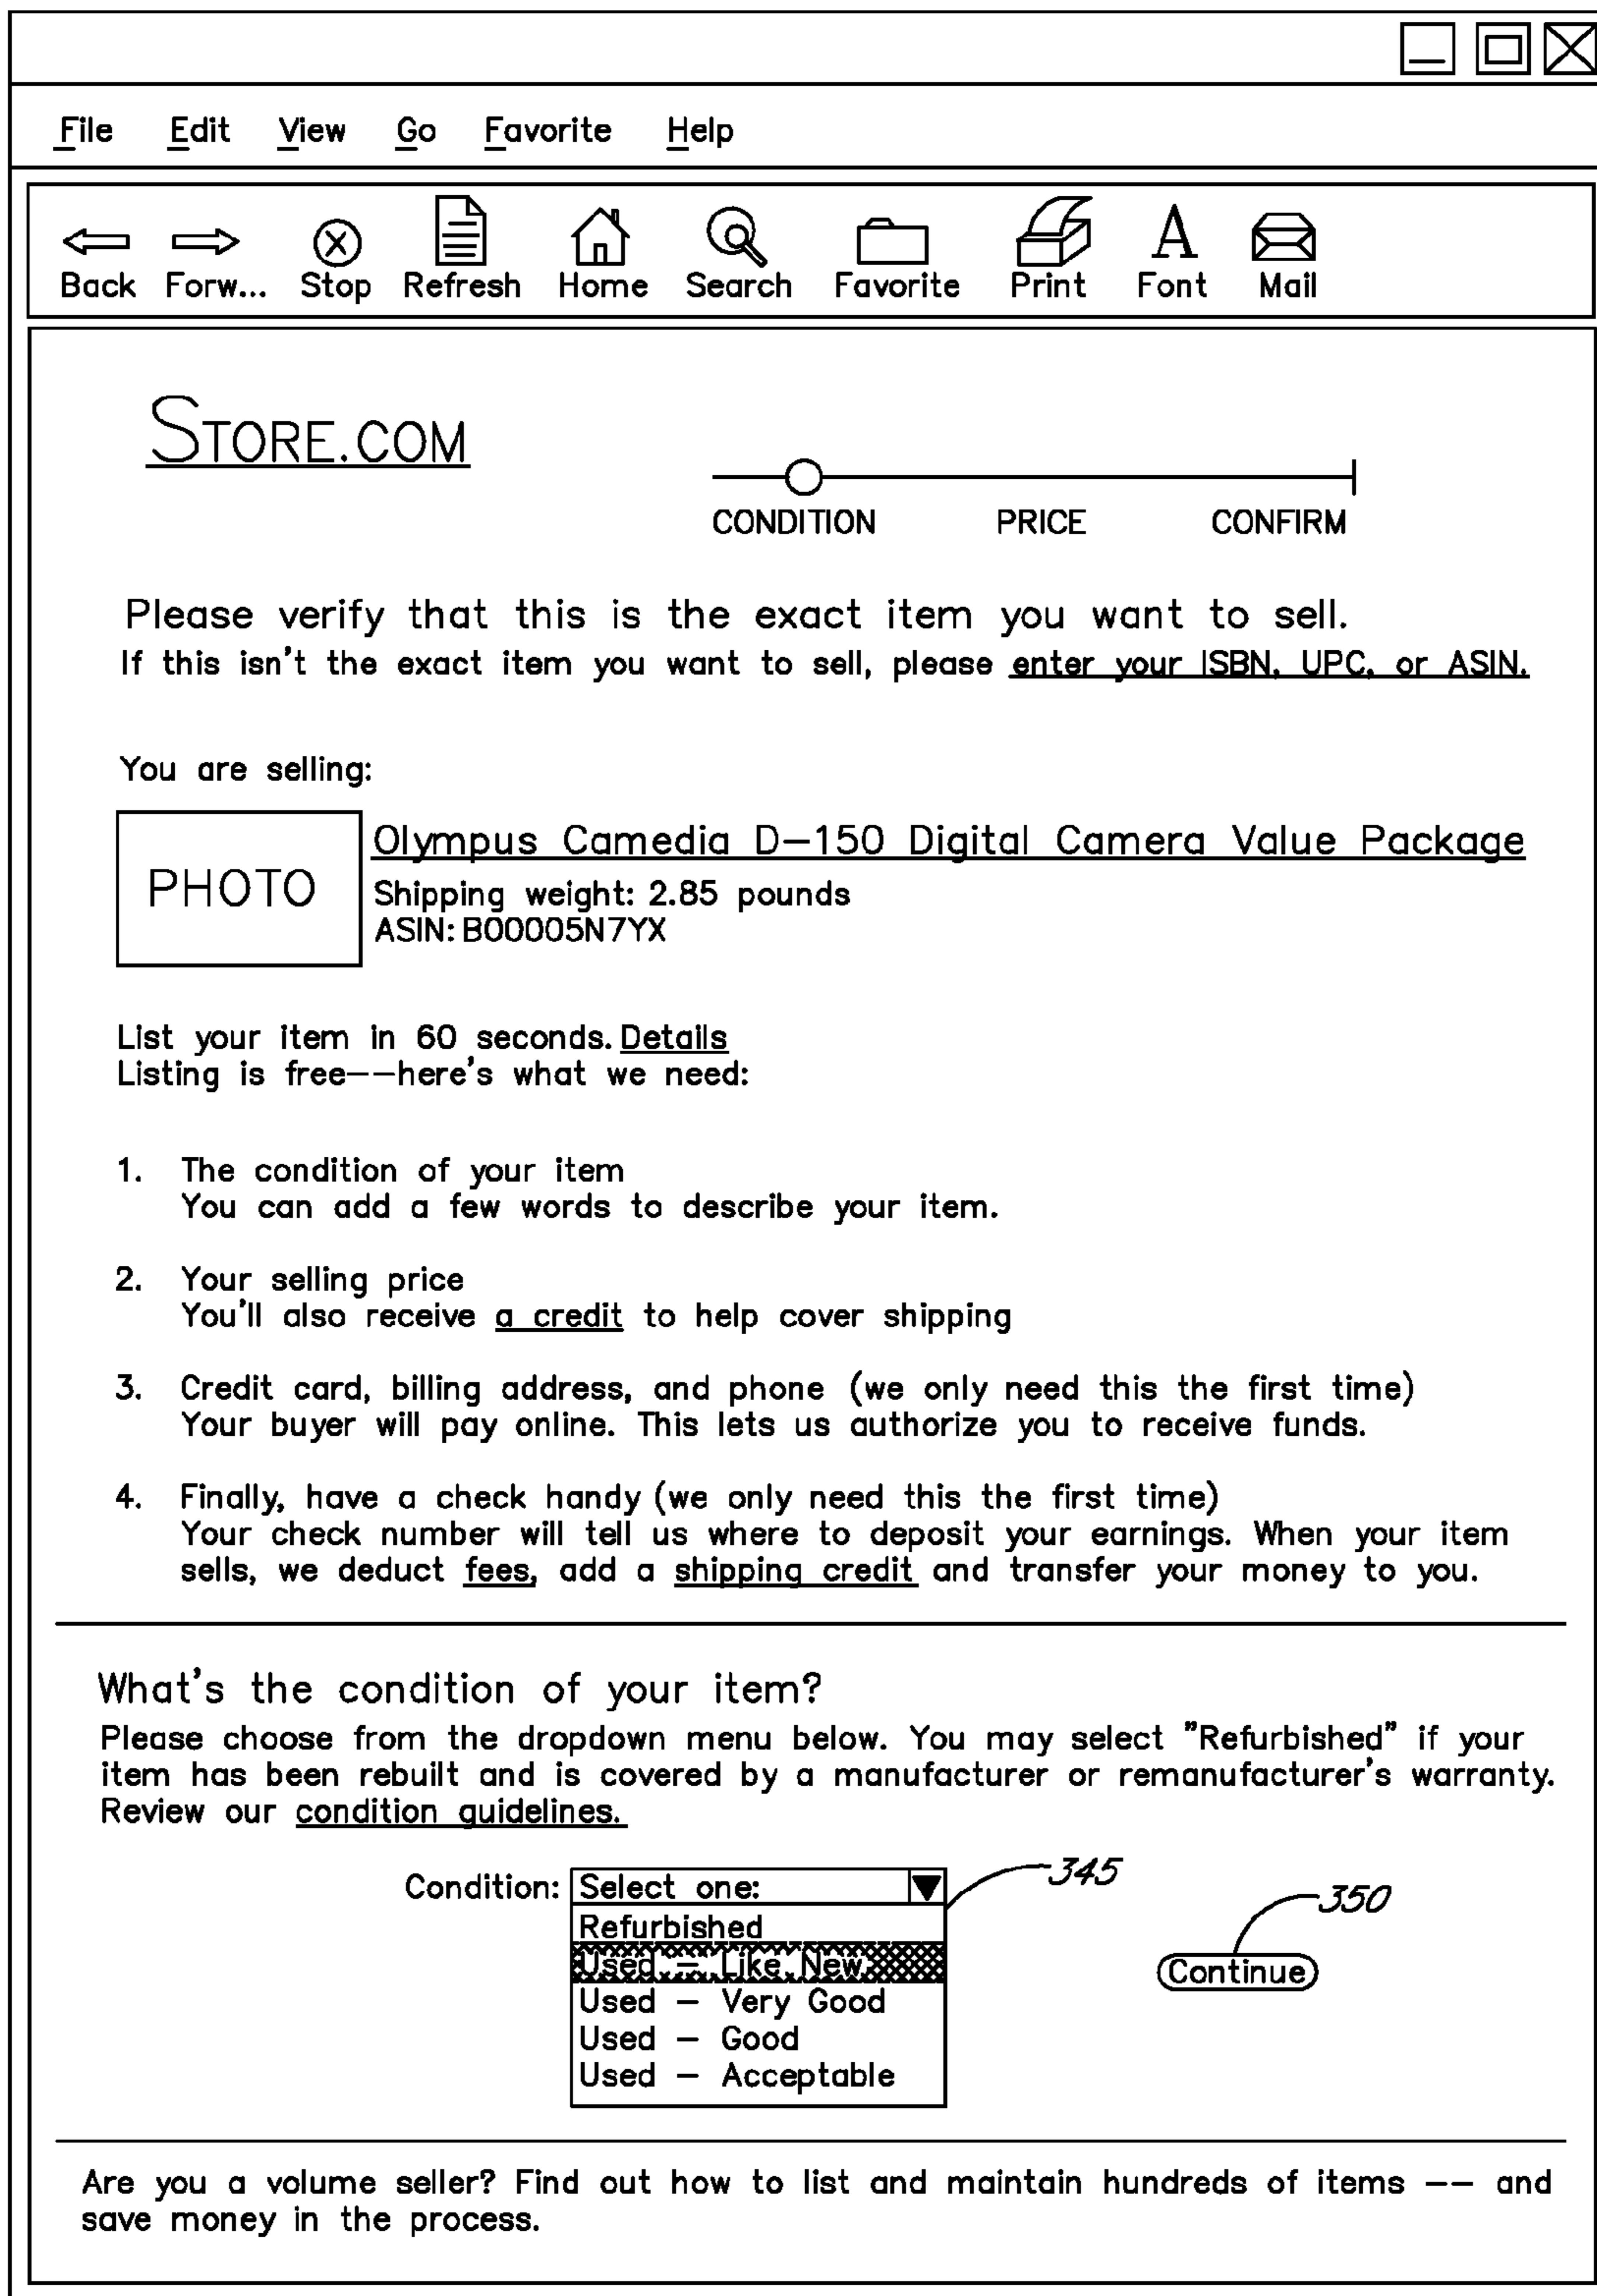 File Edit View Go Favorite Help
Back Forw... Stop Refresh Home Search Favorite Print Font Mail
STORE.COM
CONDITION PRICE CONFIRM
Please verify that this is the exact item you want to sell.
If this isn't the exact item you want to sell, please enter your ISBN, UPC, or ASIN.
You are selling:
PHOTO
Olympus Camedia D–150 Digital Camera Value Package
Shipping weight: 2.85 pounds
ASIN: B00005N7YX
List your item in 60 seconds. Details
Listing is free––here's what we need:
1. The condition of your item
You can add a few words to describe your item.
2. Your selling price
You'll also receive a credit to help cover shipping
3. Credit card, billing address, and phone (we only need this the first time)
Your buyer will pay online. This lets us authorize you to receive funds.
4. Finally, have a check handy (we only need this the first time)
Your check number will tell us where to deposit your earnings. When your item
sells, we deduct fees, add a shipping credit and transfer your money to you.
What's the condition of your item?
Please choose from the dropdown menu below. You may select "Refurbished" if your
item has been rebuilt and is covered by a manufacturer or remanufacturer's warranty.
Review our condition guidelines.
Condition: Select one: 345
Refurbished 350
Used – Like New
Continue
Used – Very Good
Used – Good
Used – Acceptable
Are you a volume seller? Find out how to list and maintain hundreds of items –– and
save money in the process.